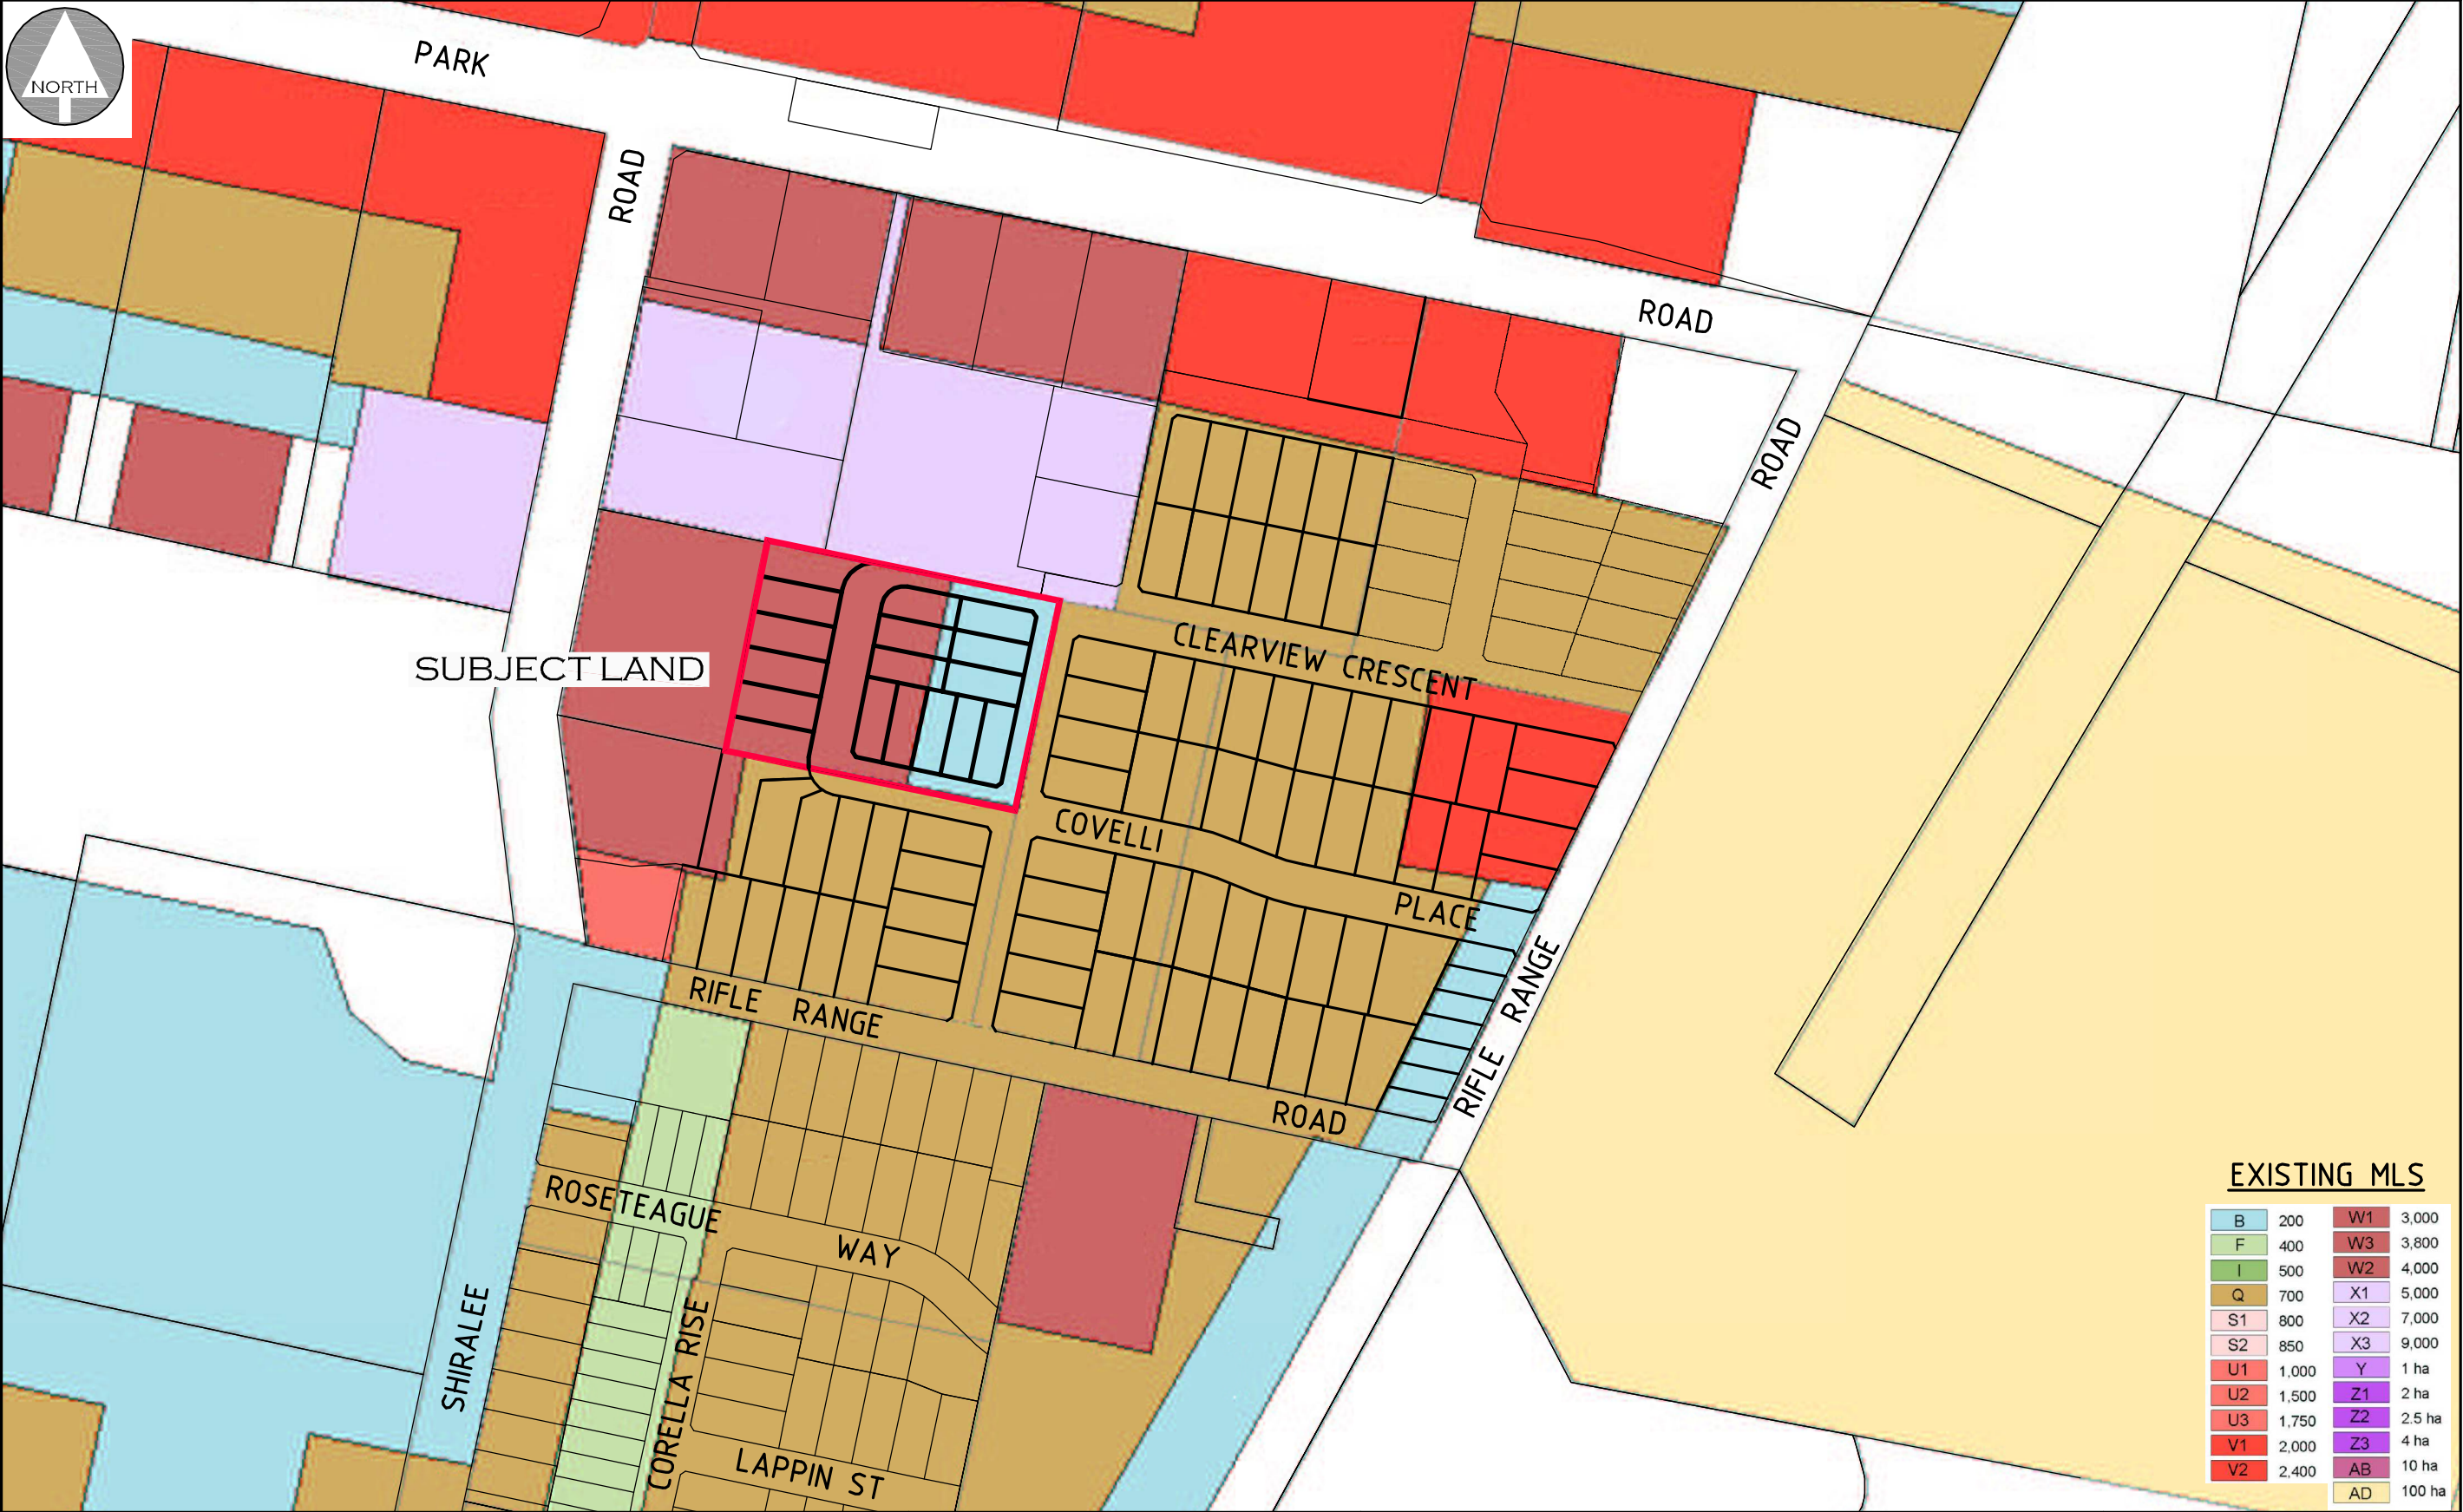 NORTH
PARK
ROAD
ROAD
ROAD
SUBJECT LAND
CLEARVIEW CRESCENT
COVELLI
PLACE
RIFLE RANGE
ROAD
RIFLE RANGE
ROSETEAGUE
WAY
SHIRALEE
CORELLA RISE
LAPPIN ST
EXISTING MLS
B 200
F 400
I 500
Q 700
S1 800
S2 850
U1 1,000
U2 1,500
U3 1,750
V1 2,000
V2 2,400
W1 3,000
W3 3,800
W2 4,000
X1 5,000
X2 7,000
X3 9,000
Y 1 ha
Z1 2 ha
Z2 2.5 ha
Z3 4 ha
AB 10 ha
AD 100 ha